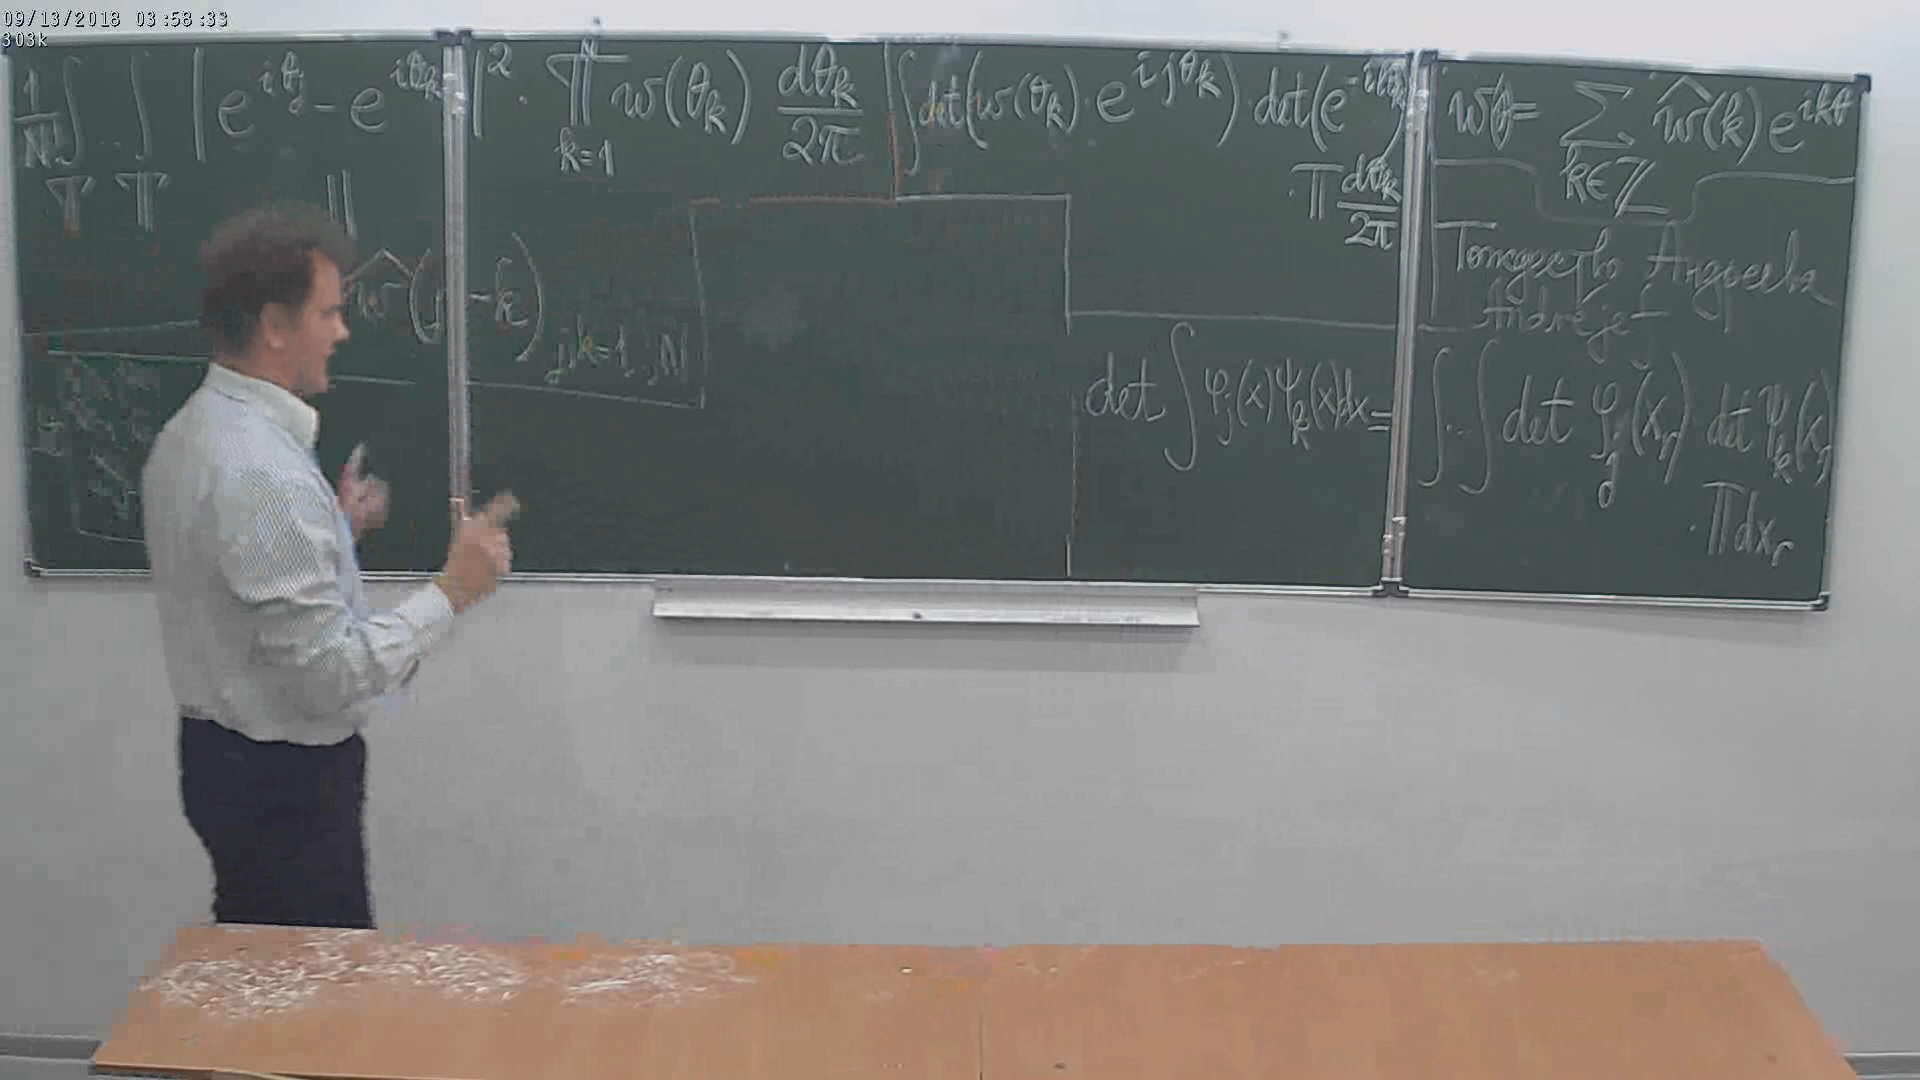 09/13/2018 03:58:33
303k
1/N! ∫...∫ |e^{iθ_j} - e^{iθ_k}|² · ∏_{k=1} w(θ_k) dθ_k/2π
𝕋 𝕋
||
ŵ(j-k)_{j,k=1,..,N}
∫det(w(θ_k)·e^{ijθ_k})·det(e^{-ijθ_k})
·∏ dθ_k/2π
w(θ)= Σ_{k∈ℤ} ŵ(k)e^{ikθ}
Тождество Андреева
Andréief
det ∫φ_j(x)ψ_k(x)dx =
∫...∫ det φ_j(x_r) det ψ_k(x_r)
·∏dx_r